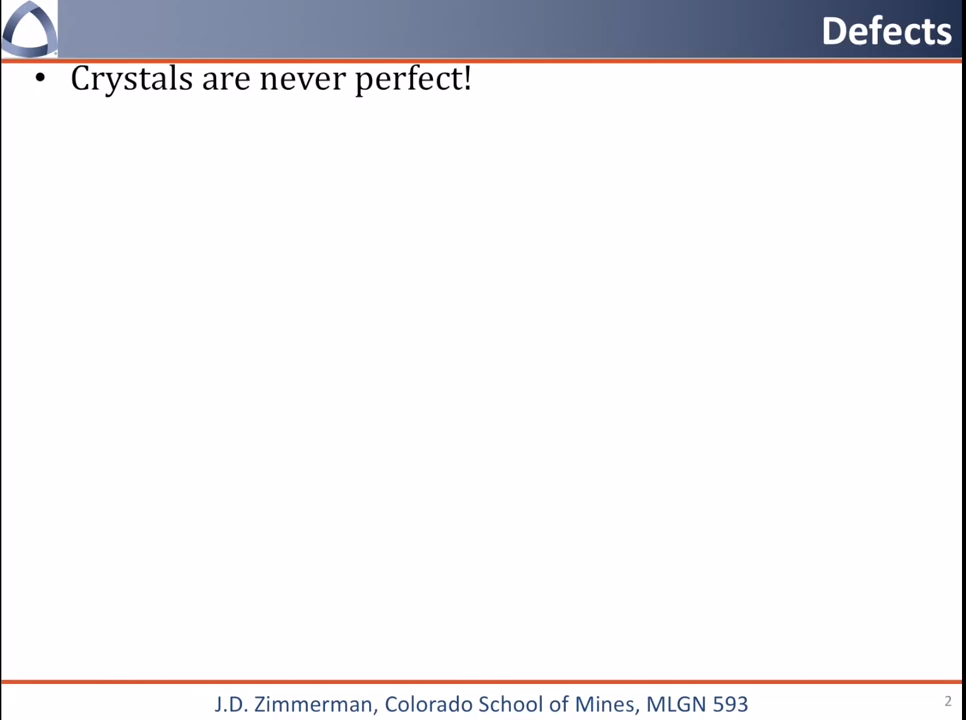 Defects
• Crystals are never perfect!
J.D. Zimmerman, Colorado School of Mines, MLGN 593
2